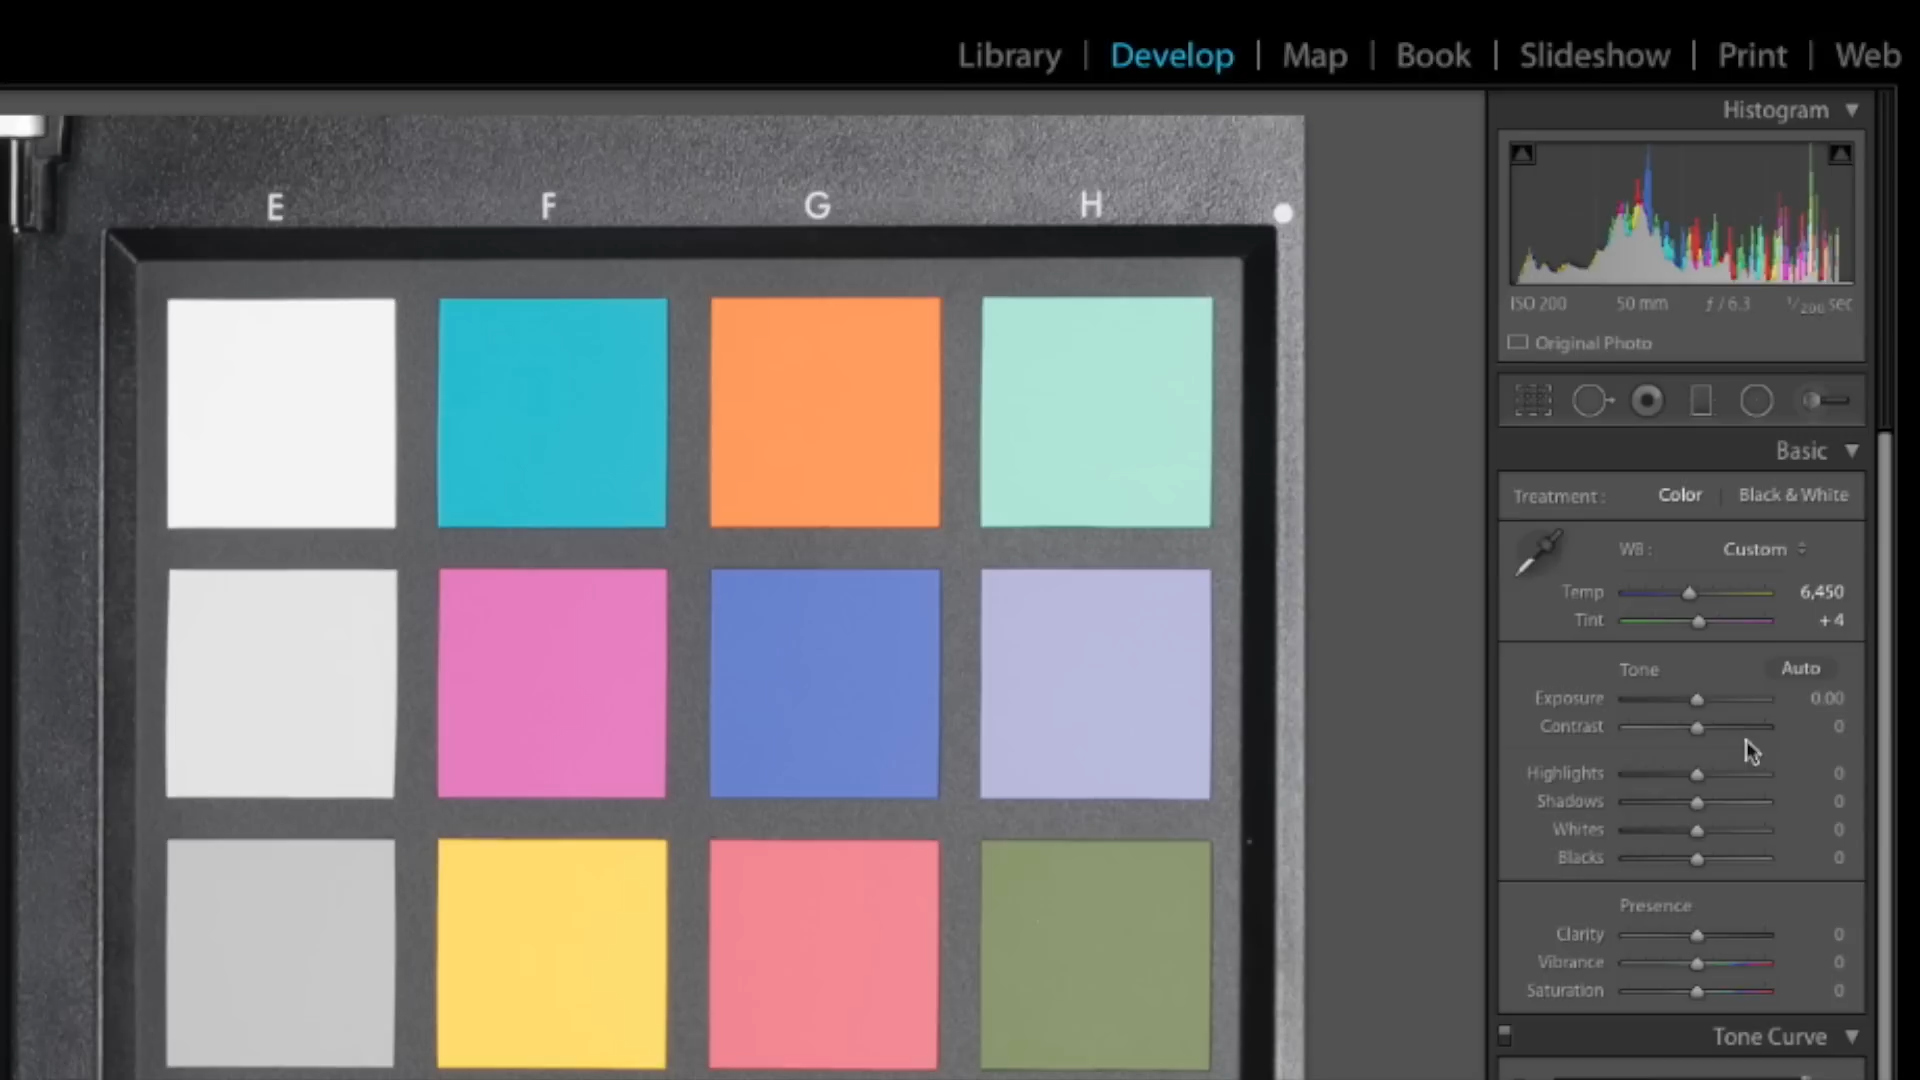 Library | Develop | Map | Book | Slideshow | Print | Web
Histogram
ISO 200 50 mm ƒ / 6.3 1/200 sec
Original Photo
E F G H
Basic
Treatment : Color | Black & White
WB : Custom
Temp 6,450
Tint + 4
Tone Auto
Exposure 0.00
Contrast 0
Highlights 0
Shadows 0
Whites 0
Blacks 0
Presence
Clarity 0
Vibrance 0
Saturation 0
Tone Curve